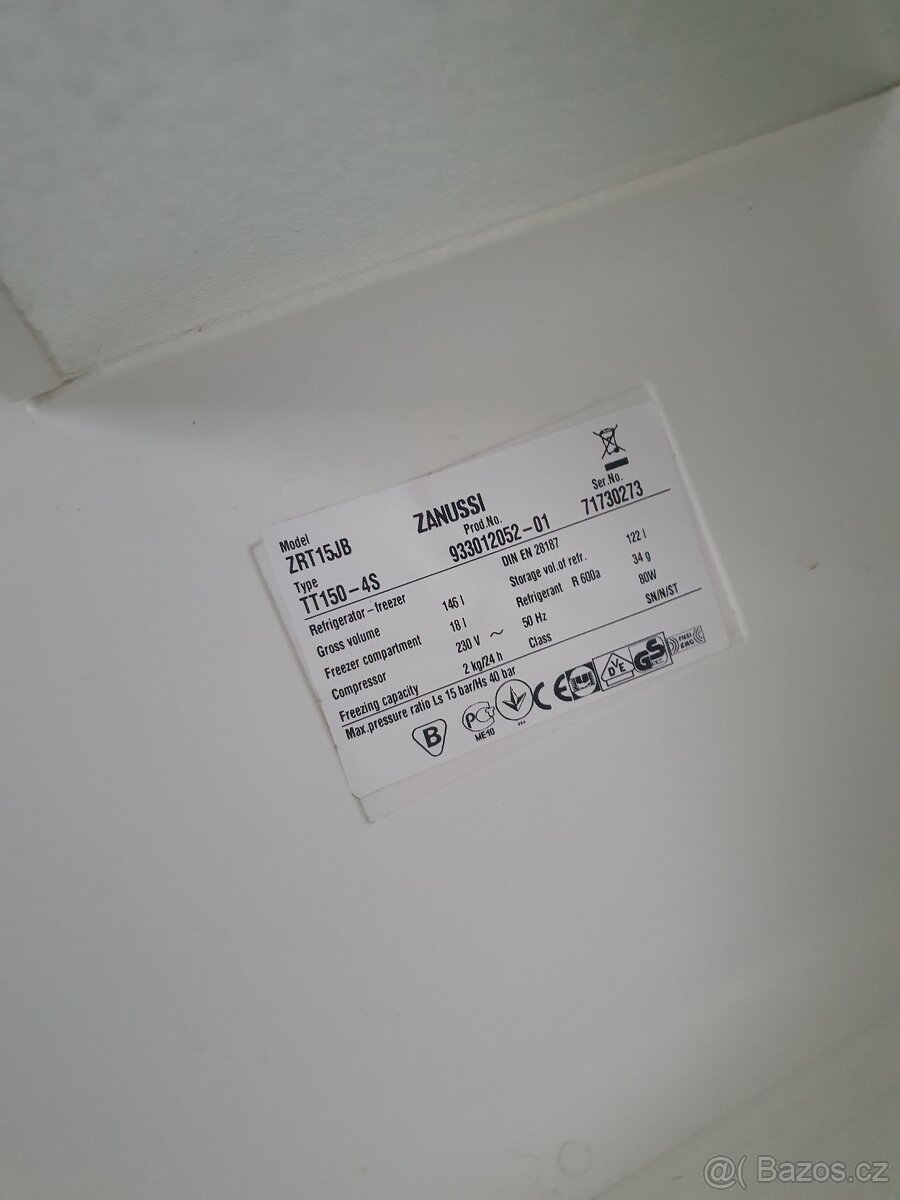 ZANUSSI
Model
ZRT15JB
Prod.No.
933012052-01
Ser.No.
71730273
Type
TT150-4S
DIN EN 28187
Refrigerator-freezer
Gross volume 146 l Storage vol.of refr. 122 l
Freezer compartment 18 l Refrigerant R 600a 34 g
Compressor 230 V ~ 50 Hz 80W
Freezing capacity 2 kg/24 h Class SN/N/ST
Max.pressure ratio Ls 15 bar/Hs 40 bar
B
PC
ME10
CE
DVE
GS
@( Bazos.cz